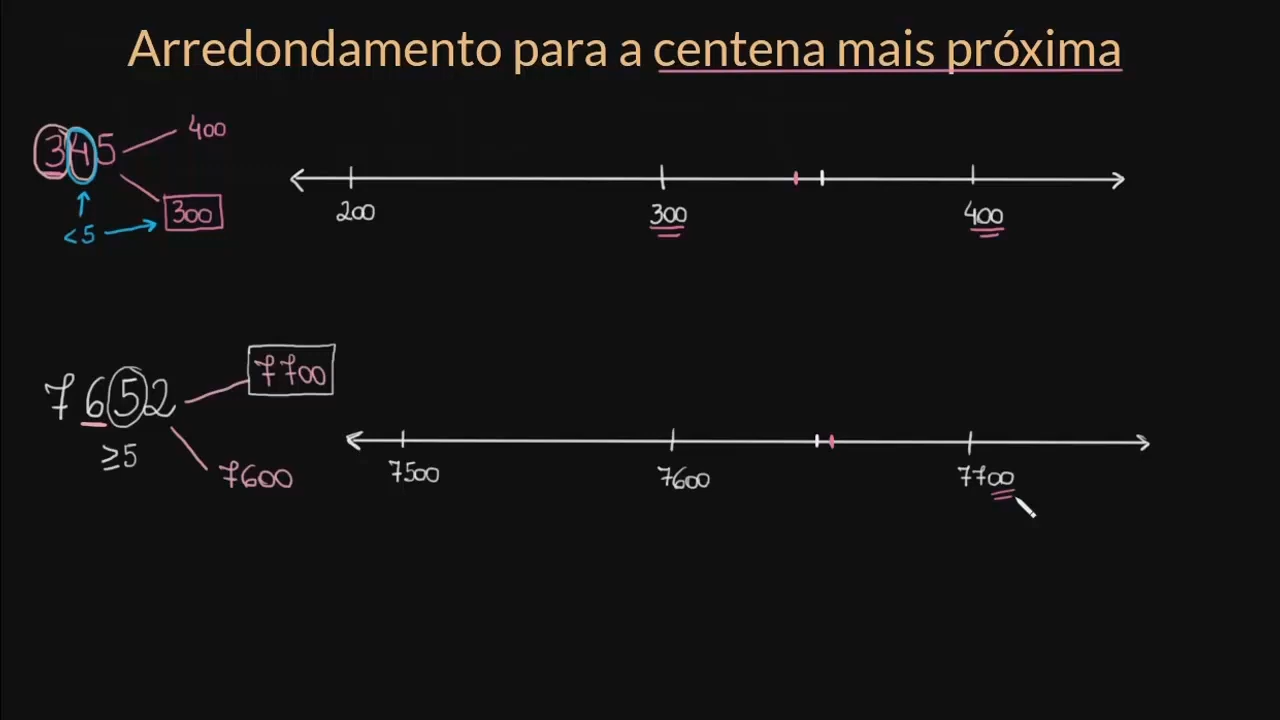 Arredondamento para a centena mais próxima
345
400
300
<5
200 300 400
7652
7700
7600
≥5
7500 7600 7700